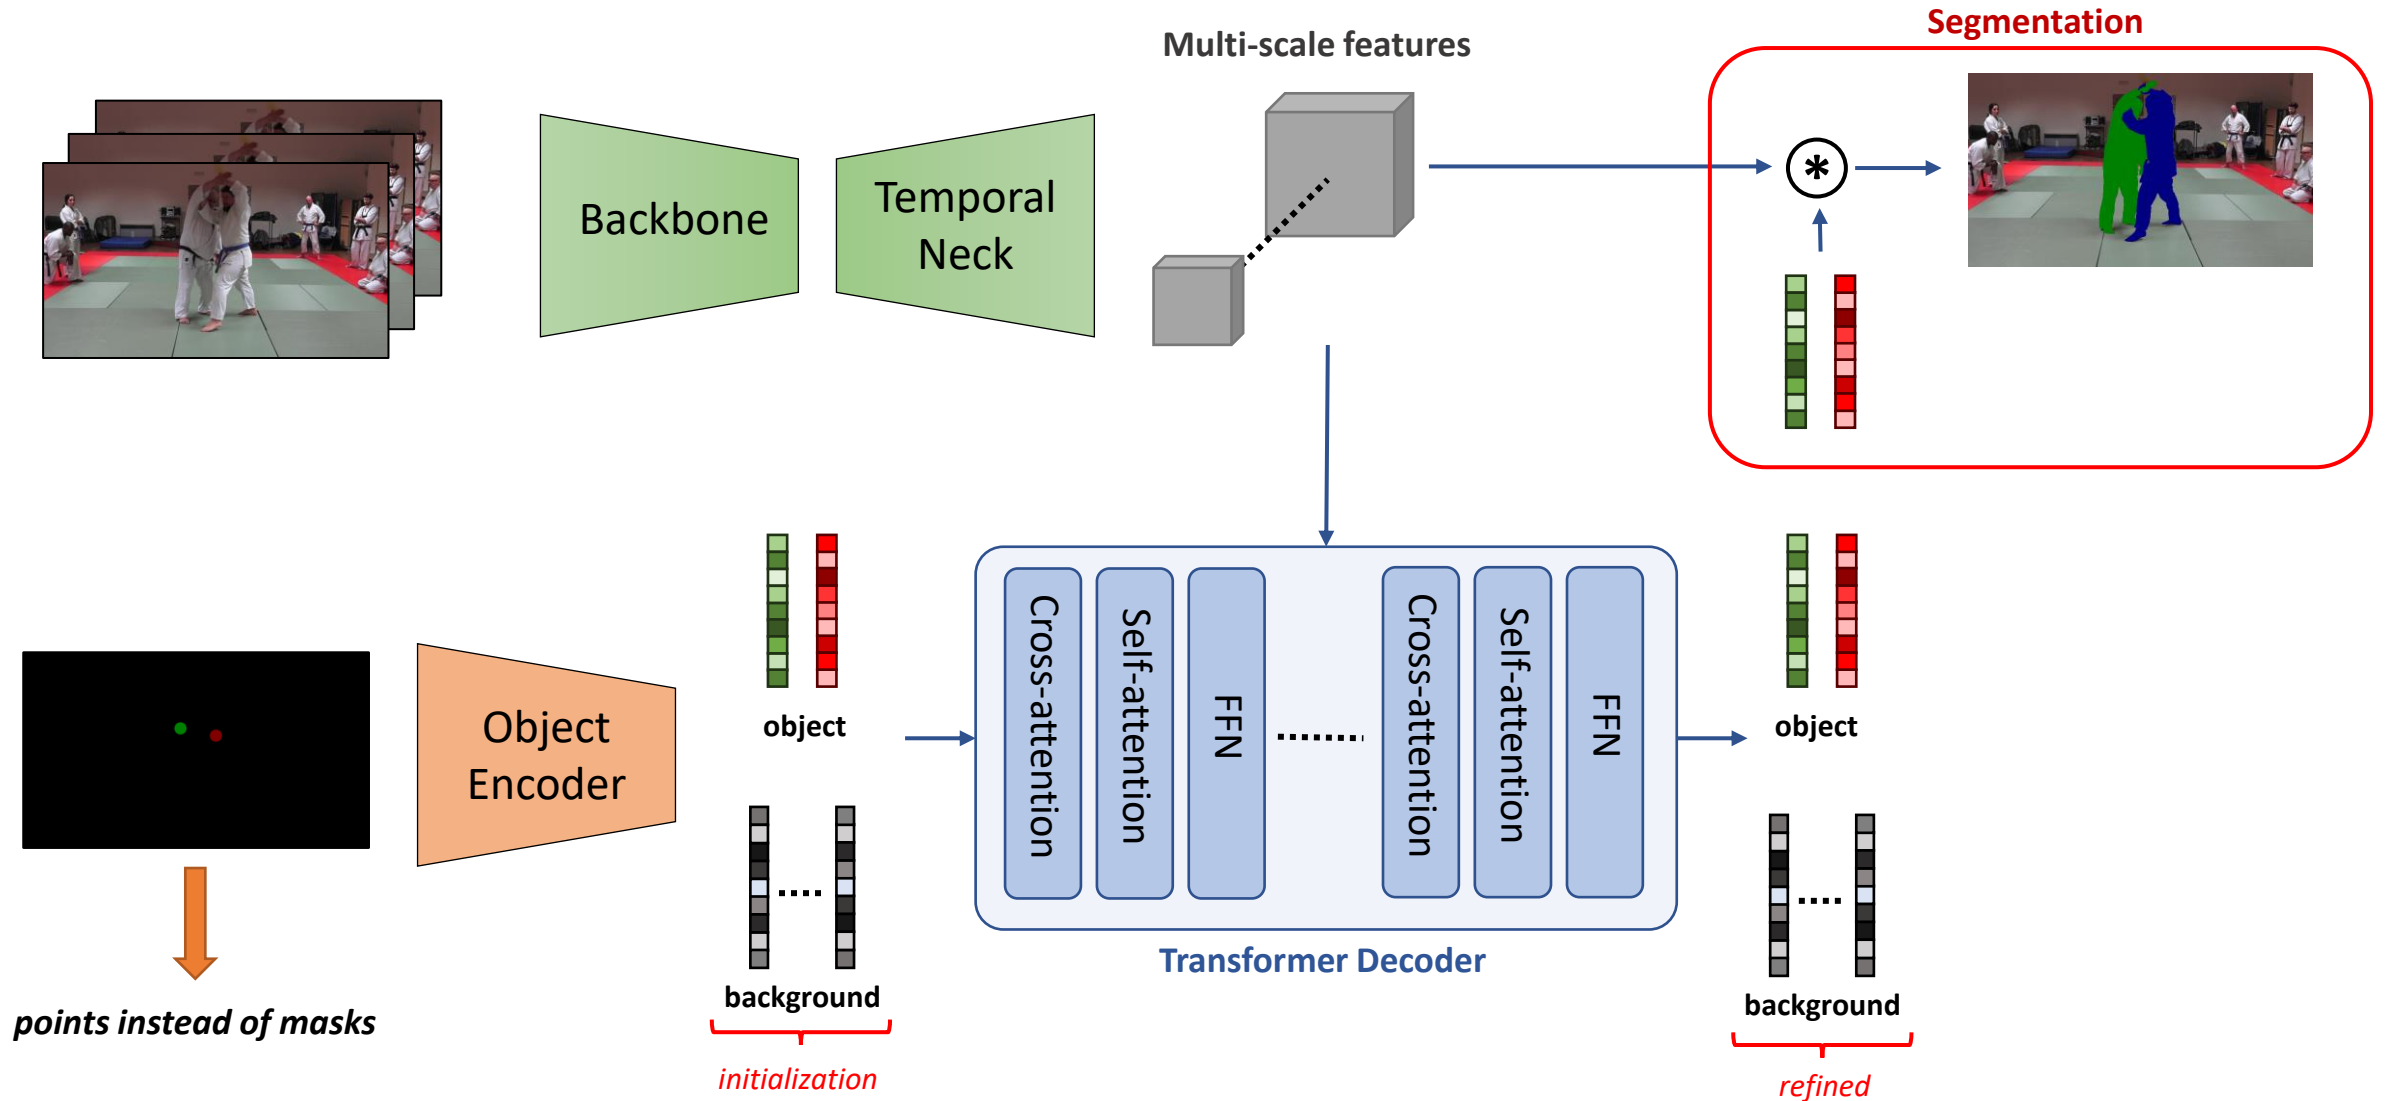 Segmentation
Multi-scale features
Backbone
Temporal
Neck
*
Object
Encoder
object
background
initialization
points instead of masks
Cross-attention
Self-attention
FFN
Cross-attention
Self-attention
FFN
Transformer Decoder
object
background
refined